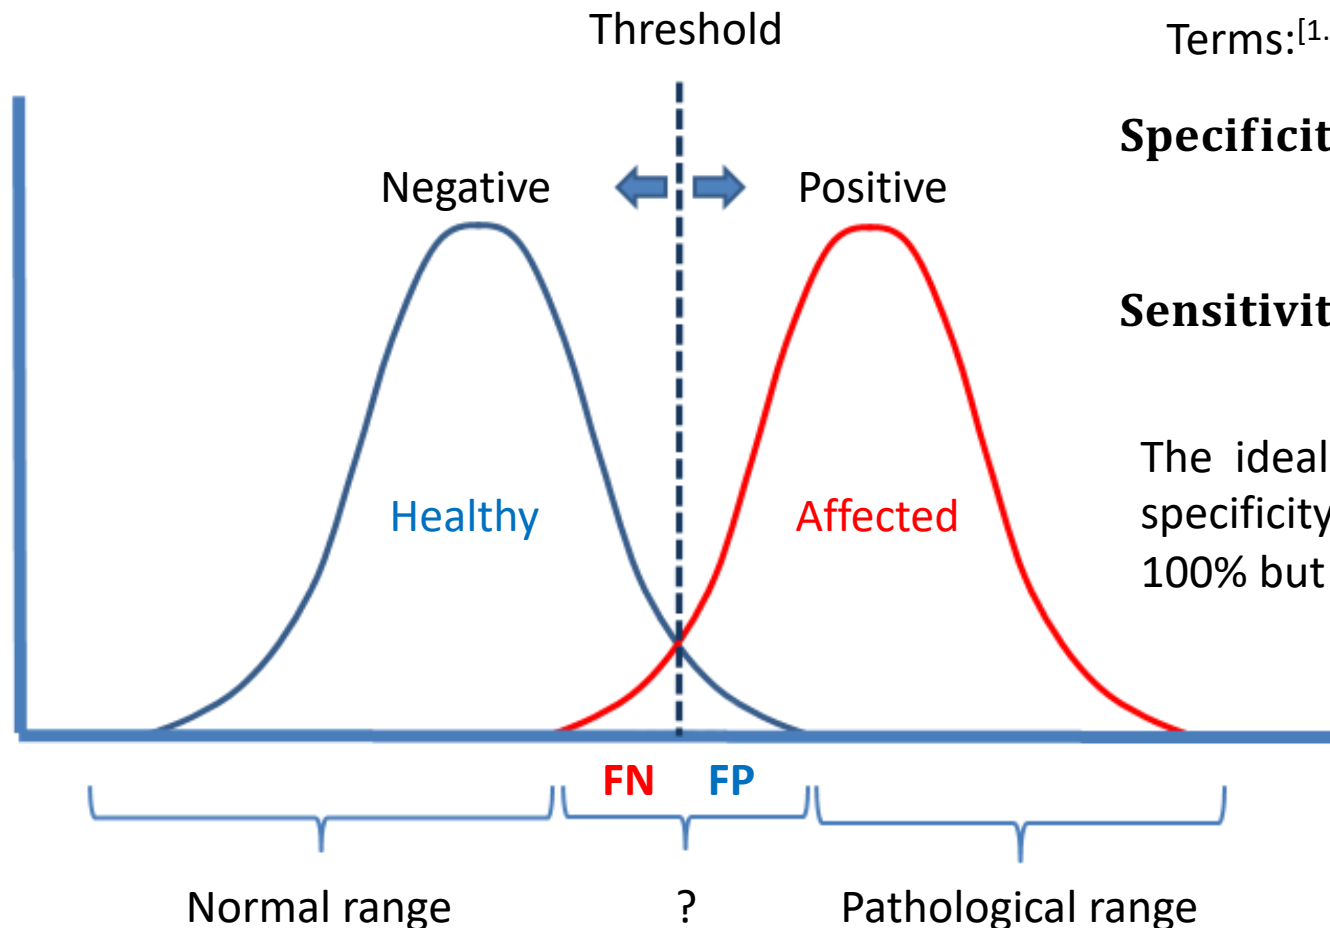 Threshold
Terms:[1.
Specificit
Negative
Positive
Sensitivit
The ideal
specificity
100% but
Healthy
Affected
FN
FP
Normal range
?
Pathological range